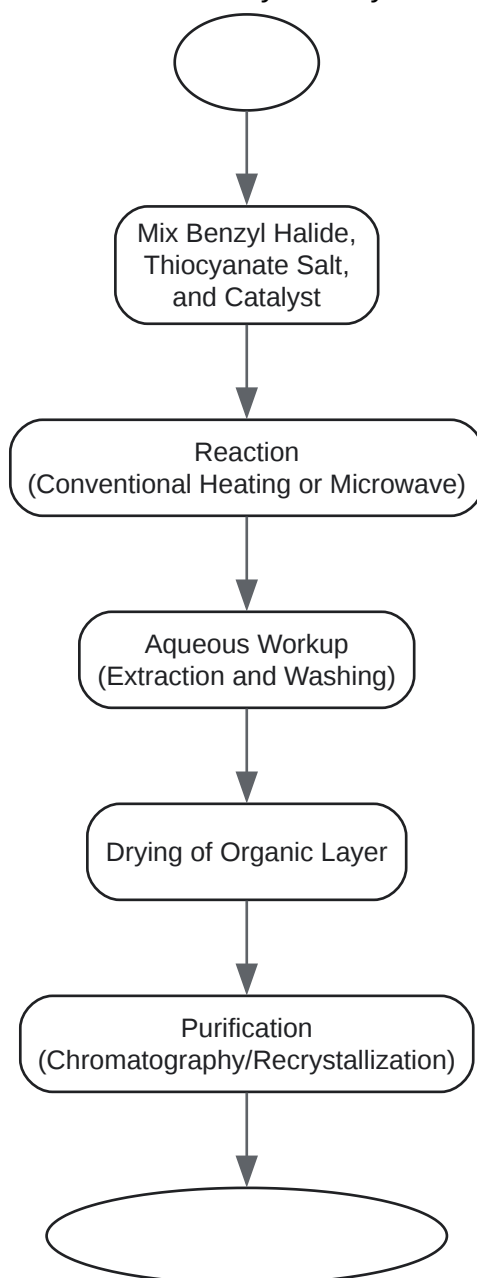 Mix Benzyl Halide,
Thiocyanate Salt,
and Catalyst
Reaction
(Conventional Heating or Microwave)
Aqueous Workup
(Extraction and Washing)
Drying of Organic Layer
Purification
(Chromatography/Recrystallization)